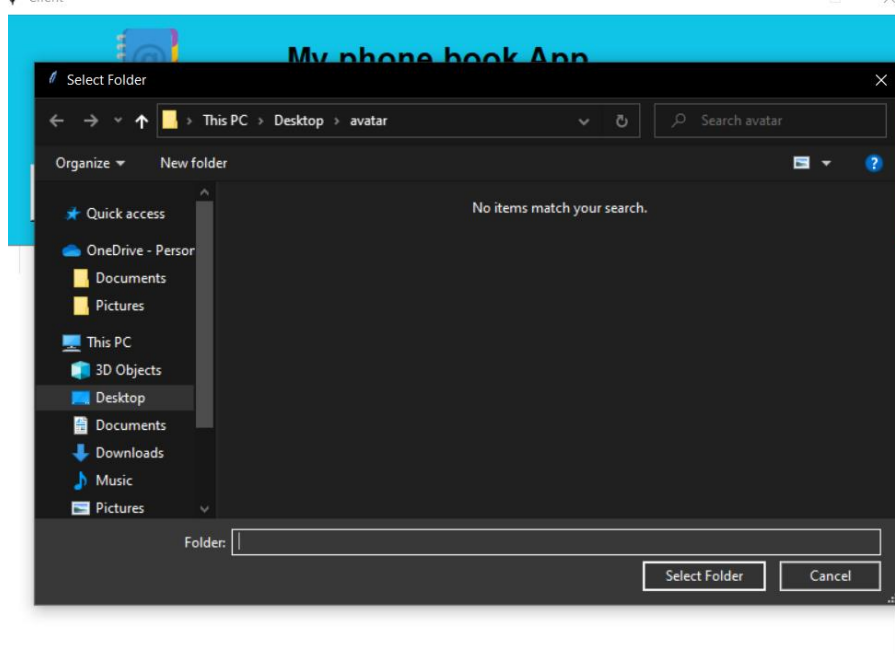 Client
My phone book App
Select Folder
This PC > Desktop > avatar
Search avatar
Organize
New folder
No items match your search.
Quick access
OneDrive - Person
Documents
Pictures
This PC
3D Objects
Desktop
Documents
Downloads
Music
Pictures
Folder:
Select Folder
Cancel